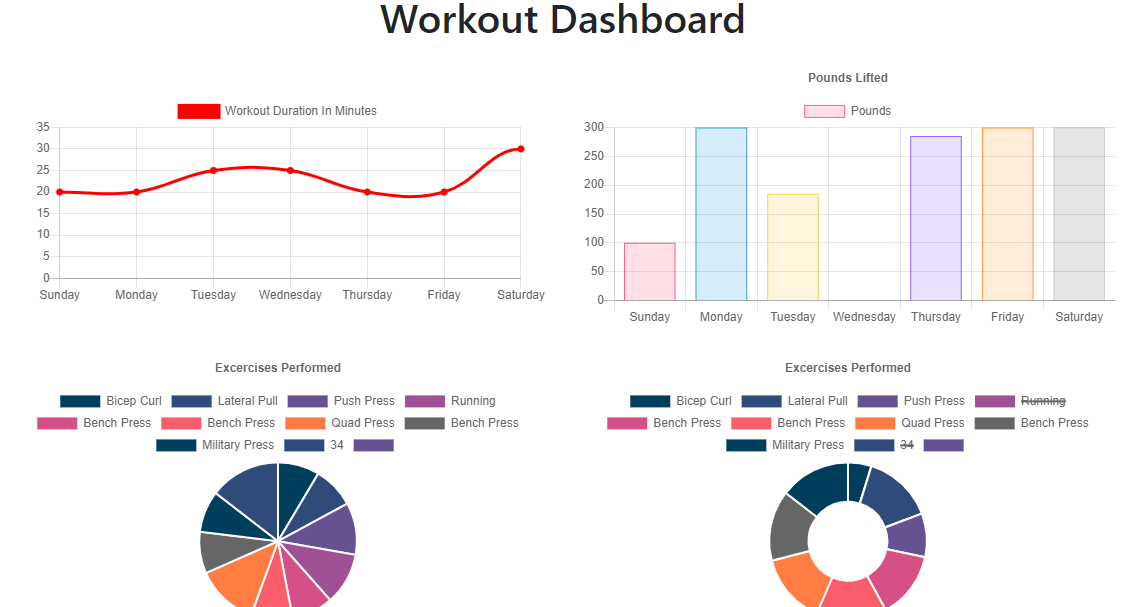 Workout Dashboard
Workout Duration In Minutes
35
30
25
20
15
10
5
0
Sunday Monday Tuesday Wednesday Thursday Friday Saturday
Pounds Lifted
Pounds
300
250
200
150
100
50
0
Sunday Monday Tuesday Wednesday Thursday Friday Saturday
Excercises Performed
Bicep Curl Lateral Pull Push Press Running
Bench Press Bench Press Quad Press Bench Press
Military Press 34
Excercises Performed
Bicep Curl Lateral Pull Push Press Running
Bench Press Bench Press Quad Press Bench Press
Military Press 34